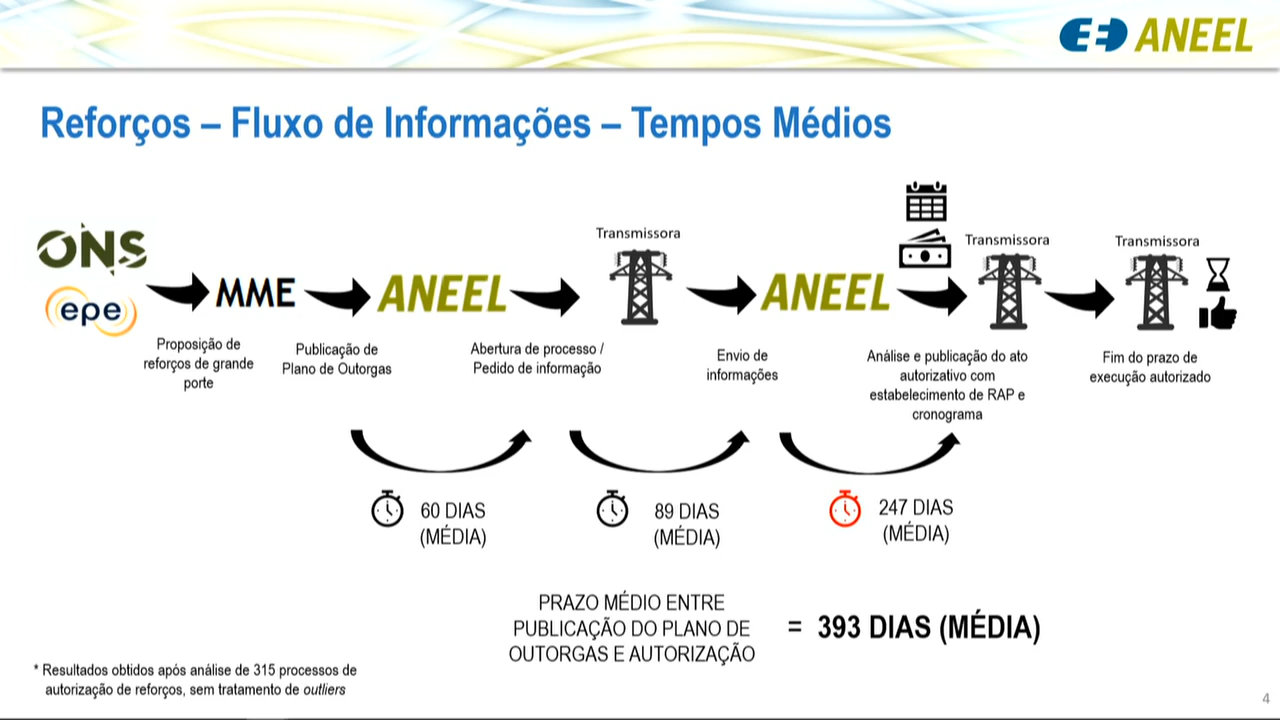 ANEEL
Reforços – Fluxo de Informações – Tempos Médios
ONS
epe
MME
ANEEL
Transmissora
ANEEL
Transmissora
Transmissora
Proposição de
reforços de grande
porte
Publicação de
Plano de Outorgas
Abertura de processo /
Pedido de informação
Envio de
informações
Análise e publicação do ato
autorizativo com
estabelecimento de RAP e
cronograma
Fim do prazo de
execução autorizado
60 DIAS
(MÉDIA)
89 DIAS
(MÉDIA)
247 DIAS
(MÉDIA)
PRAZO MÉDIO ENTRE
PUBLICAÇÃO DO PLANO DE
OUTORGAS E AUTORIZAÇÃO
= 393 DIAS (MÉDIA)
* Resultados obtidos após análise de 315 processos de
autorização de reforços, sem tratamento de outliers
4